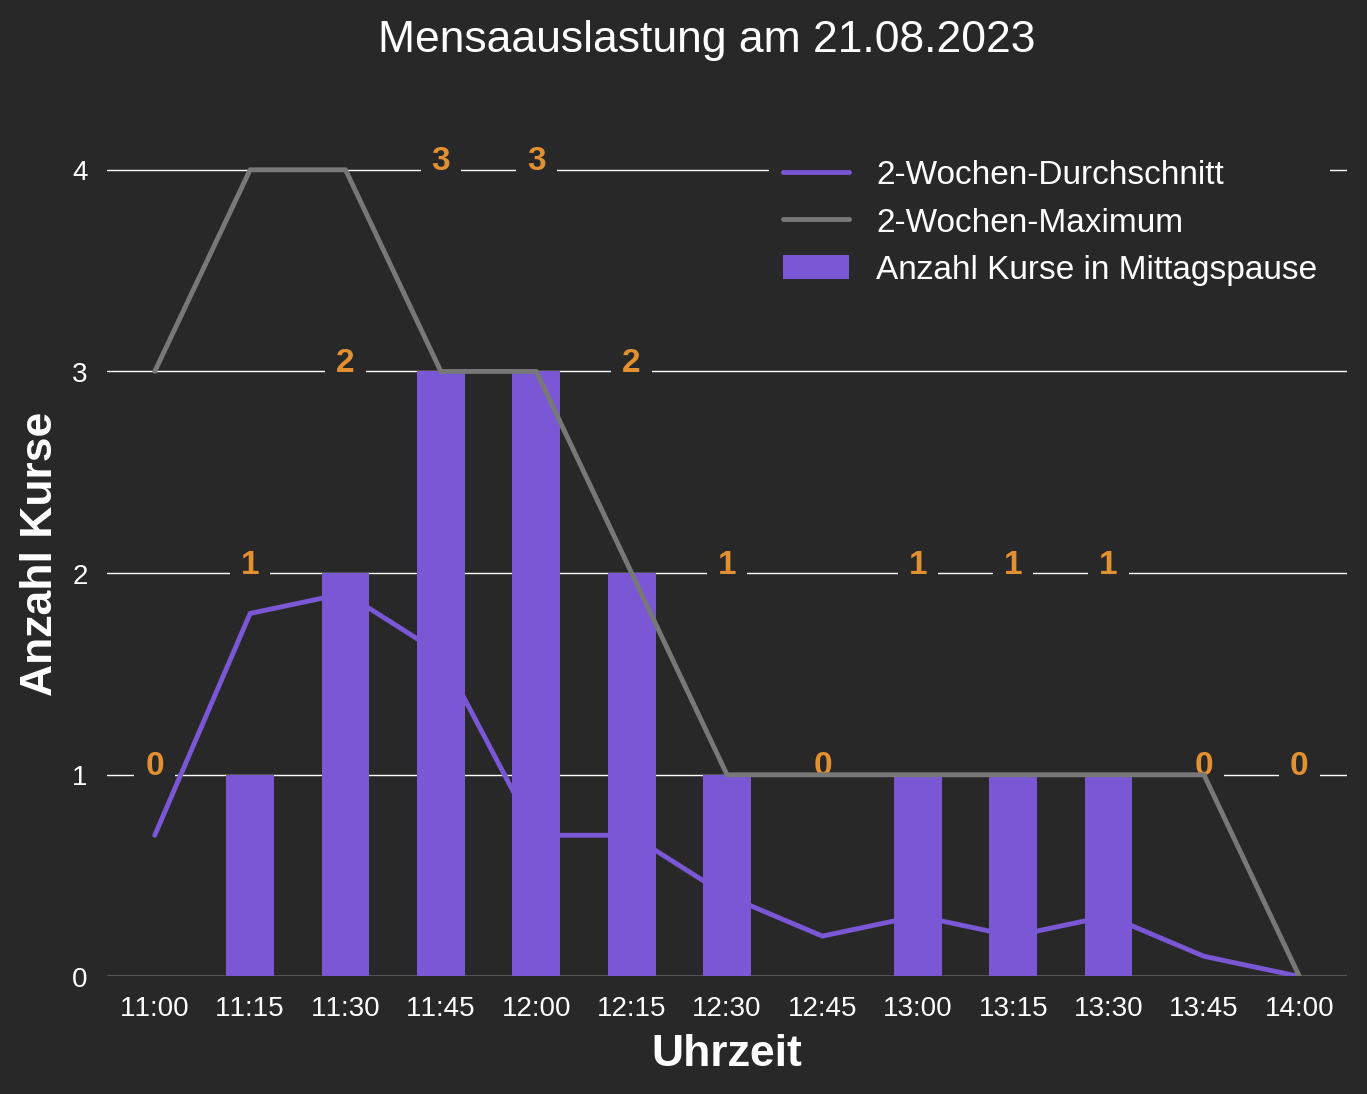 Mensaauslastung am 21.08.2023
2-Wochen-Durchschnitt
2-Wochen-Maximum
Anzahl Kurse in Mittagspause
Anzahl Kurse
4
3
2
1
0
0 1 2 3 3 2 1 0 1 1 1 0 0
11:00 11:15 11:30 11:45 12:00 12:15 12:30 12:45 13:00 13:15 13:30 13:45 14:00
Uhrzeit